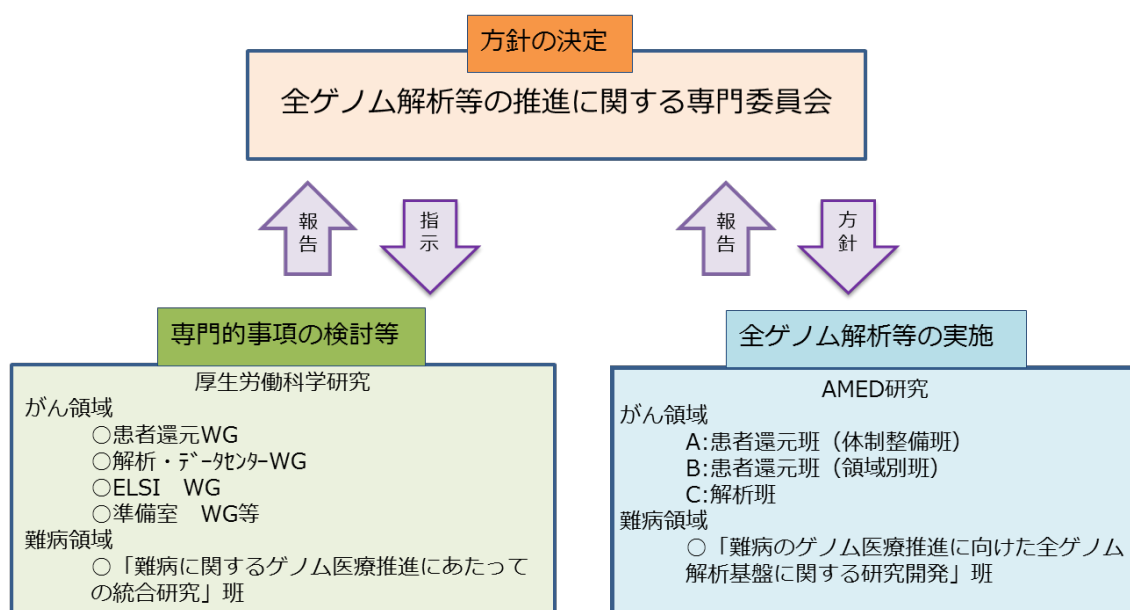 方針の決定
全ゲノム解析等の推進に関する専門委員会
報告
指示
報告
方針
専門的事項の検討等
厚生労働科学研究
がん領域
○患者還元WG
○解析・ﾃﾞｰﾀｾﾝﾀｰWG
○ELSI　WG
○準備室　WG等
難病領域
○「難病に関するゲノム医療推進にあたって
の統合研究」班
全ゲノム解析等の実施
AMED研究
がん領域
A:患者還元班（体制整備班）
B:患者還元班（領域別班）
C:解析班
難病領域
○「難病のゲノム医療推進に向けた全ゲノム
解析基盤に関する研究開発」班